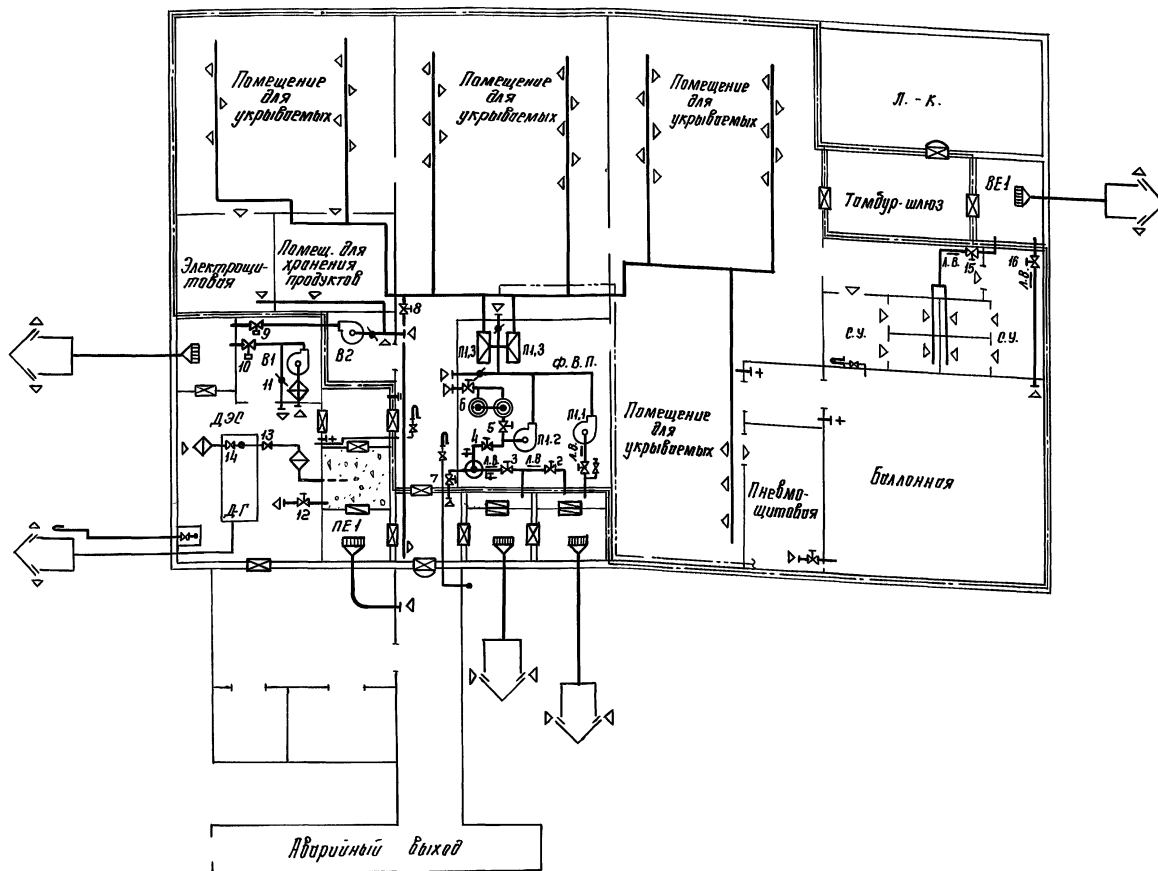 Помещение
для
укрываемых
Помещение
для
укрываемых
Помещение
для
укрываемых
Л. - К.
ВЕ1
Тамбур-шлюз
Электрощи-
товая
Помещ. для
хранения
продуктов
Л.В.
15
16
Л.В.
8
9
В2
В1
10
11
П1,3
П1,3
Ф.В.П.
С.У.
С.У.
6
5
П1.2
П1,1
4
Л.В.
3
Л.В
2
Л.В.
7
Помещение
для
укрываемых
ДЭС
13
14
Д-Г
12
ПЕ1
Пневмо-
щитовая
Баллонная
Аварийный выход